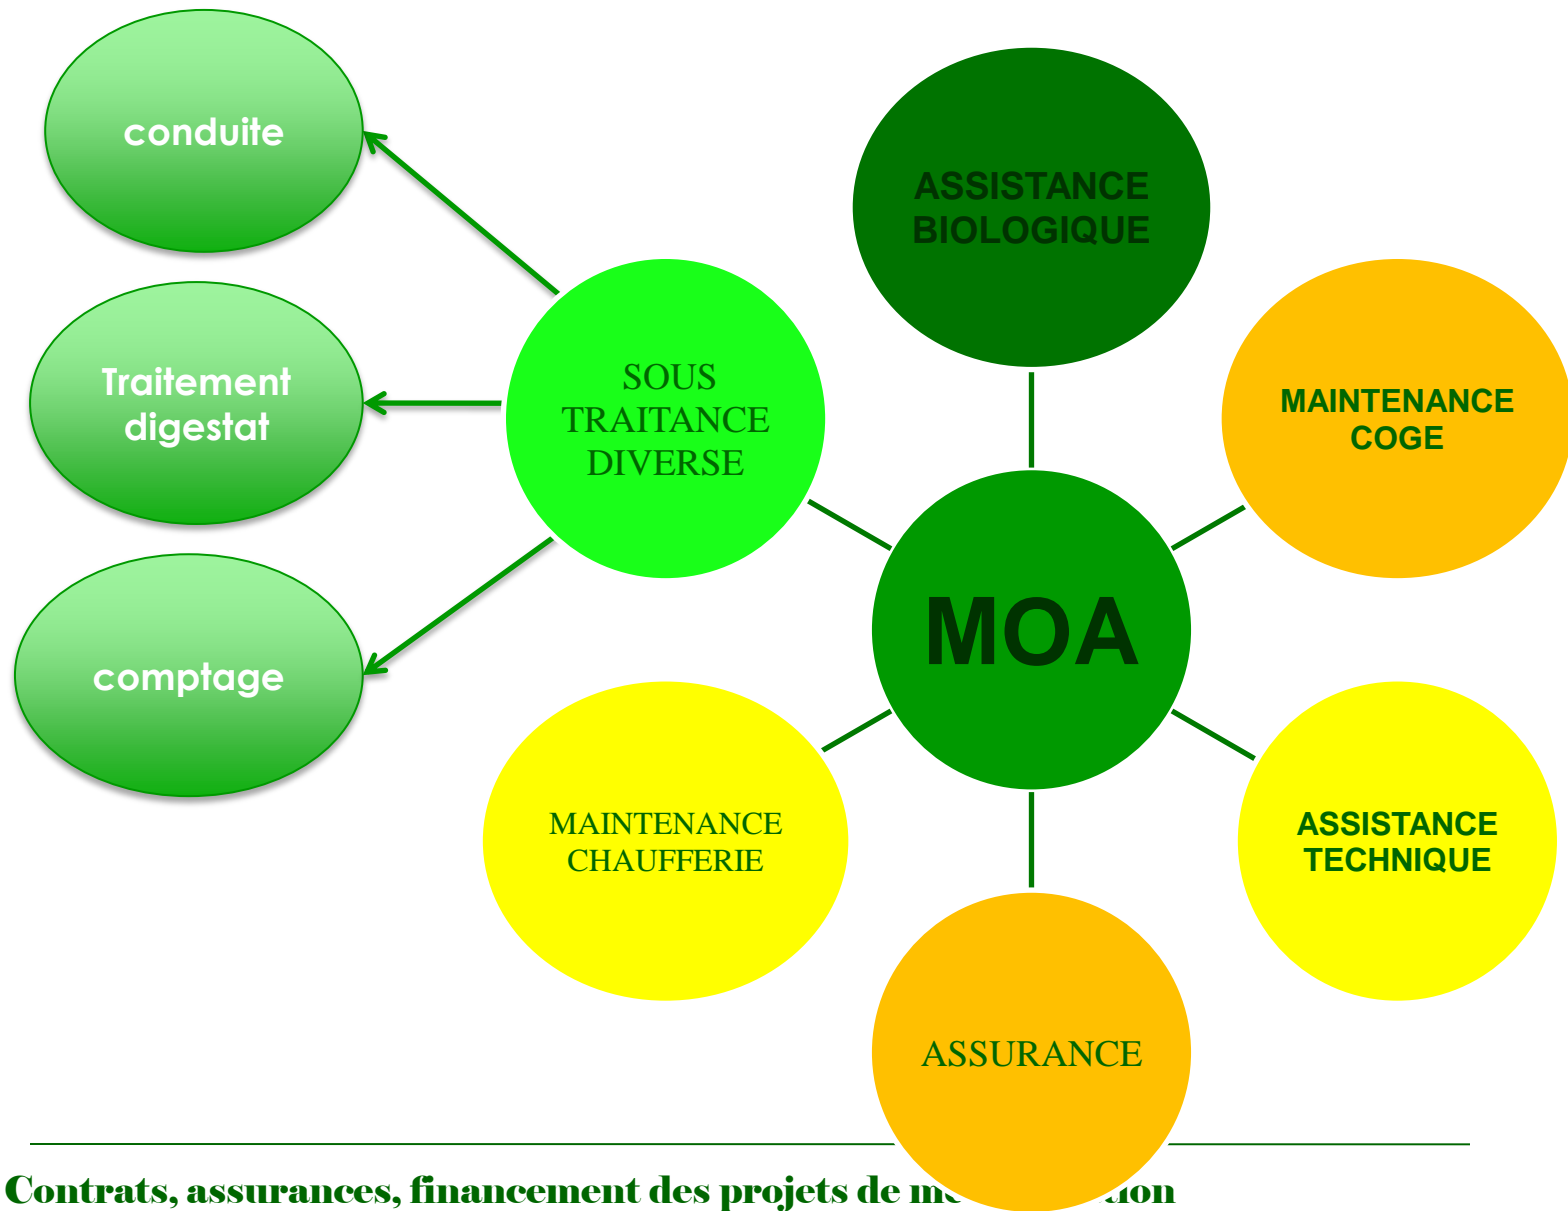 conduite
ASSISTANCE
BIOLOGIQUE
Traitement
digestat
SOUS
TRAITANCE
DIVERSE
MAINTENANCE
COGE
MOA
comptage
MAINTENANCE
CHAUFFERIE
ASSISTANCE
TECHNIQUE
ASSURANCE
Contrats, assurances, financement des projets de